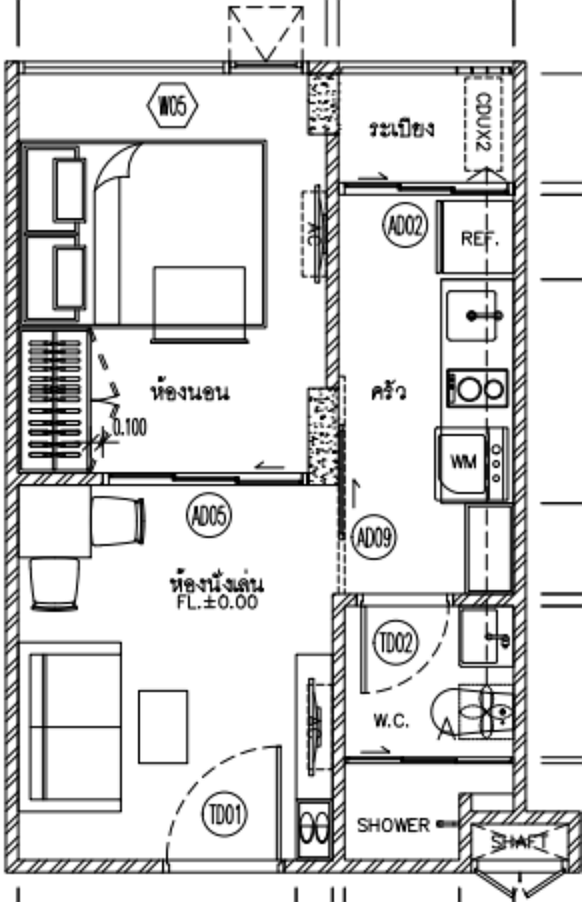 W05
ระเบียง
CDUX2
AD02
REF.
AC
ห้องนอน
ครัว
0.100
WM
AD05
AD09
ห้องนั่งเล่น
FL.±0.00
TD02
W.C.
A
AC
TD01
SHOWER
SHAFT